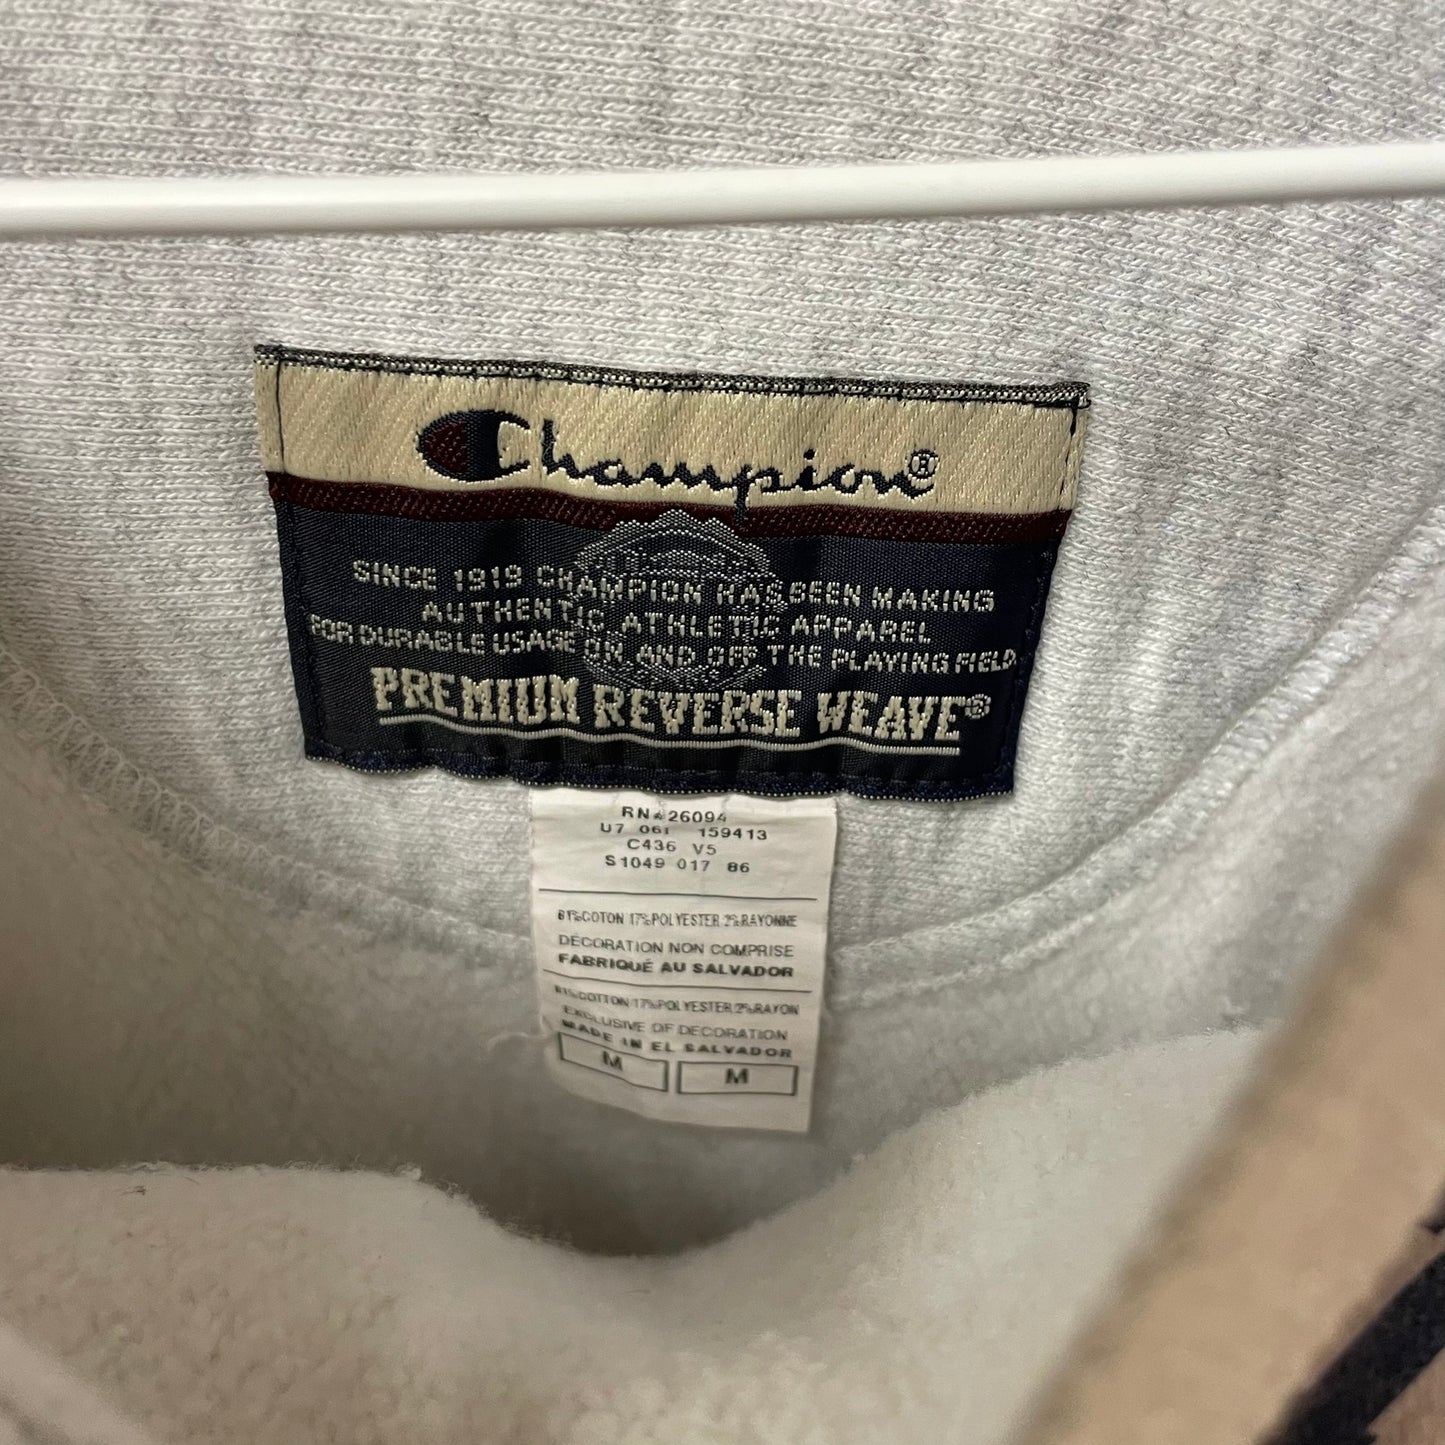 Champion®
SINCE 1919 CHAMPION HAS BEEN MAKING
AUTHENTIC ATHLETIC APPAREL
FOR DURABLE USAGE ON AND OFF THE PLAYING FIELD
PREMIUM REVERSE WEAVE®
RN# 26094
U7 061 159413
C436 V5
S1049 017 86
81%COTON 17%POLYESTER 2%RAYONNE
DÉCORATION NON COMPRISE
FABRIQUÉ AU SALVADOR
81%COTTON 17%POLYESTER 2%RAYON
EXCLUSIVE OF DECORATION
MADE IN EL SALVADOR
M M